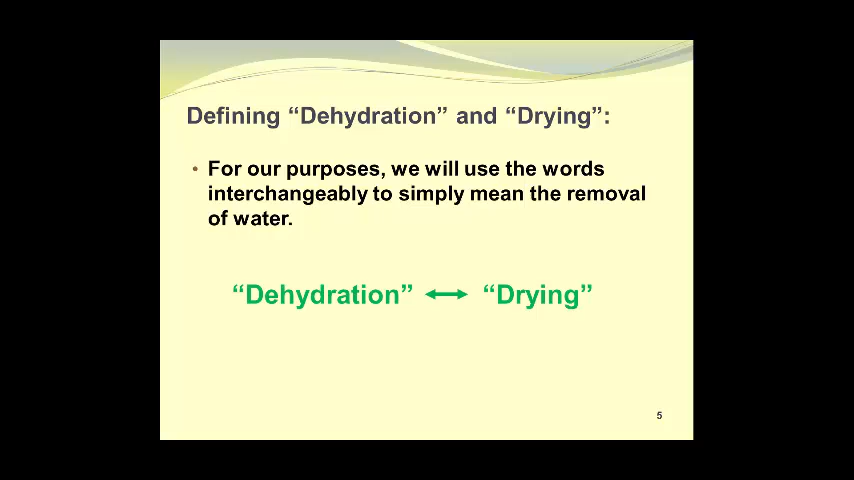 Defining “Dehydration” and “Drying”:
• For our purposes, we will use the words
interchangeably to simply mean the removal
of water.
“Dehydration” ↔ “Drying”
5